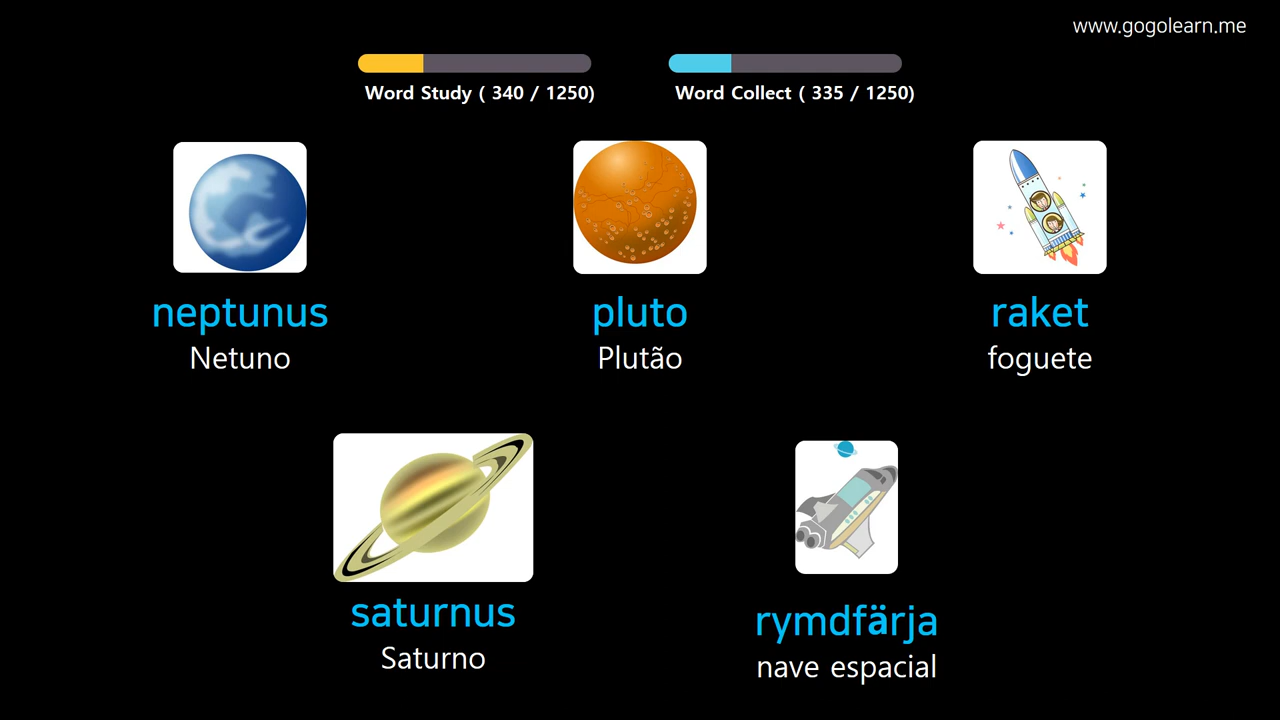 www.gogolearn.me
Word Study ( 340 / 1250)
Word Collect ( 335 / 1250)
neptunus
Netuno
pluto
Plutão
raket
foguete
saturnus
Saturno
rymdfärja
nave espacial